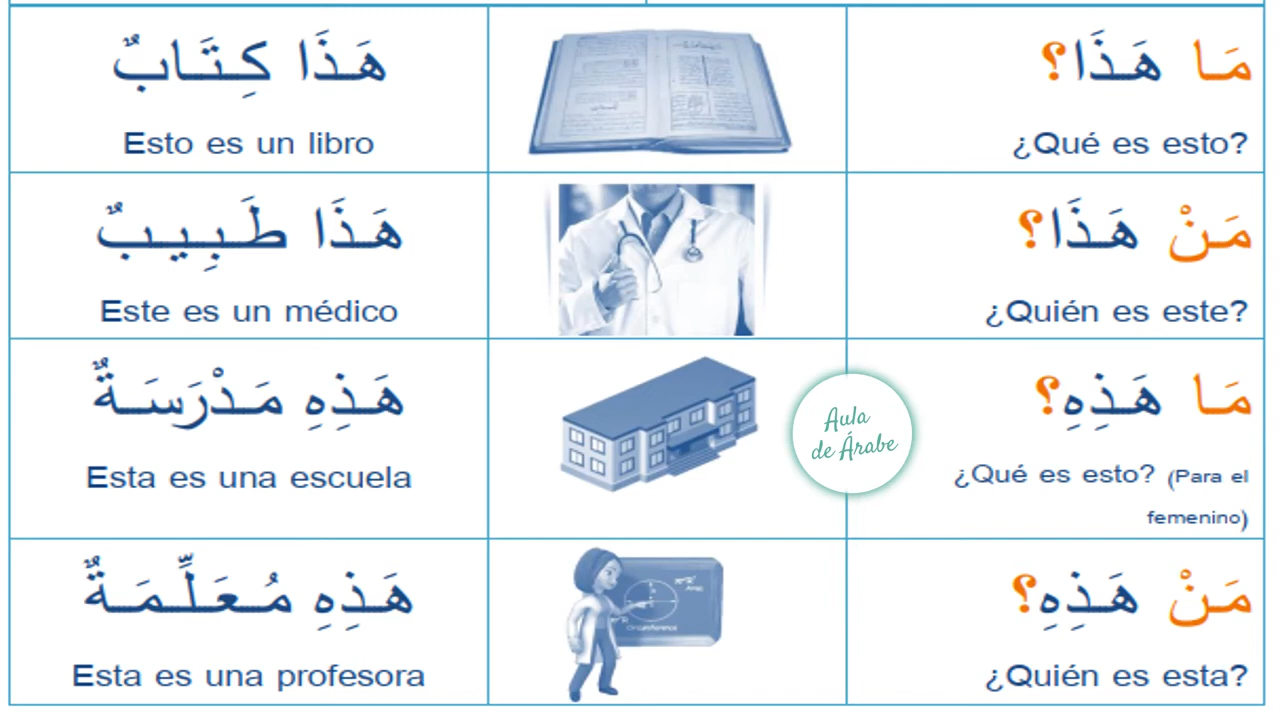 مَا هَذَا؟
¿Qué es esto?
هَذَا كِتَابٌ
Esto es un libro
مَنْ هَذَا؟
¿Quién es este?
هَذَا طَبِيبٌ
Este es un médico
مَا هَذِهِ؟
¿Qué es esto? (Para el
femenino)
هَذِهِ مَدْرَسَةٌ
Esta es una escuela
Aula
de Árabe
مَنْ هَذِهِ؟
¿Quién es esta?
هَذِهِ مُعَلِّمَةٌ
Esta es una profesora